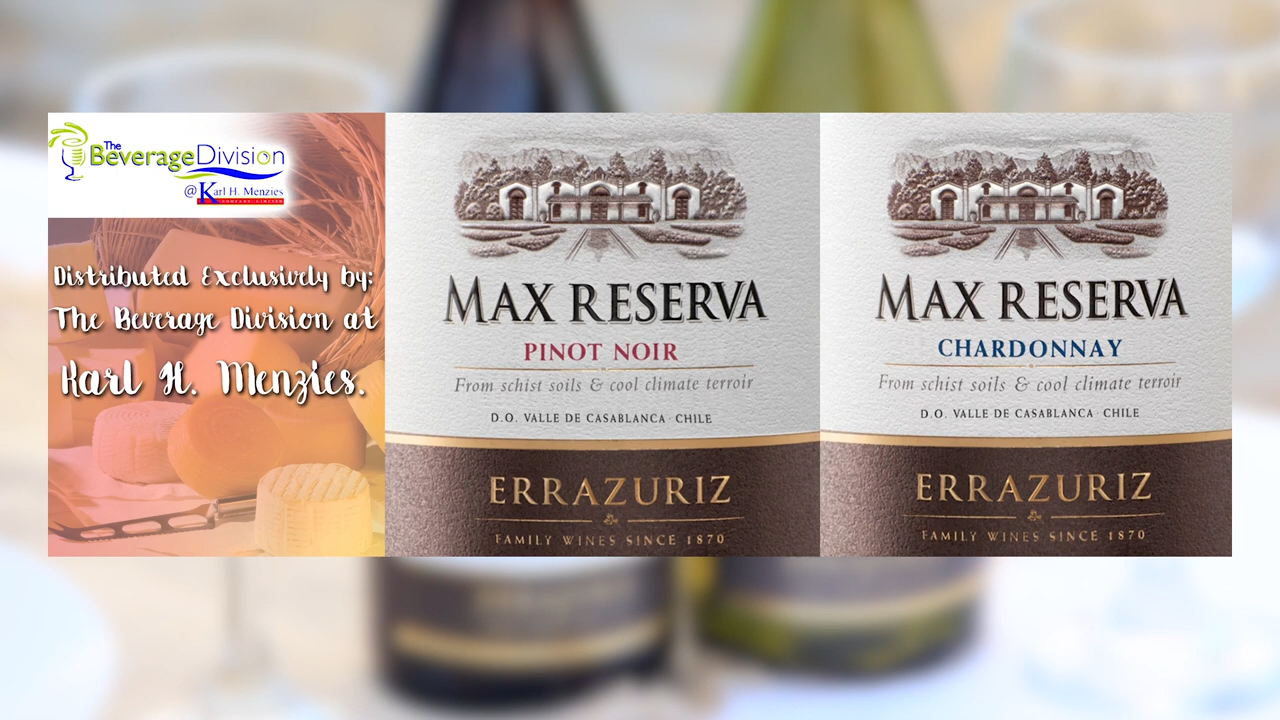 The
BeverageDivision
@Karl H. Menzies
COMPANY LIMITED
Distributed Exclusively by:
The Beverage Division at
Karl H. Menzies.
MAX RESERVA
PINOT NOIR
From schist soils & cool climate terroir
D.O. VALLE DE CASABLANCA CHILE
ERRAZURIZ
FAMILY WINES SINCE 1870
MAX RESERVA
CHARDONNAY
From schist soils & cool climate terroir
D.O. VALLE DE CASABLANCA · CHILE
ERRAZURIZ
FAMILY WINES SINCE 1870